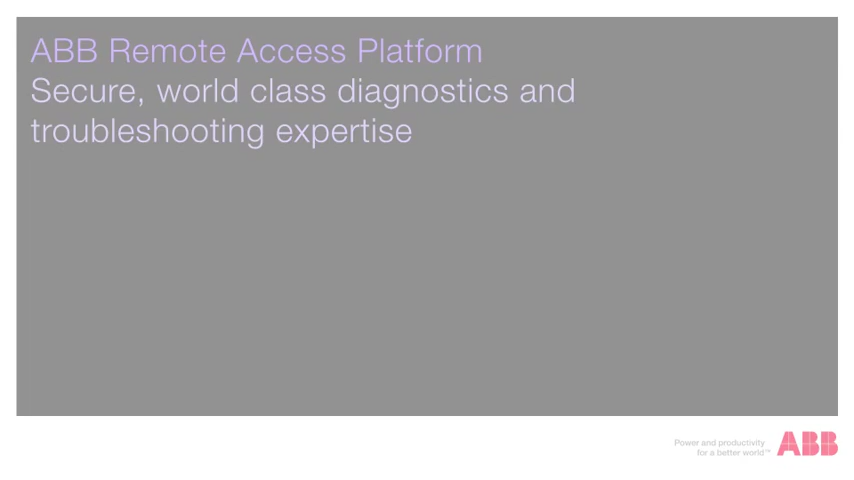 ABB Remote Access Platform
Secure, world class diagnostics and
troubleshooting expertise
Power and productivity
for a better world™
ABB